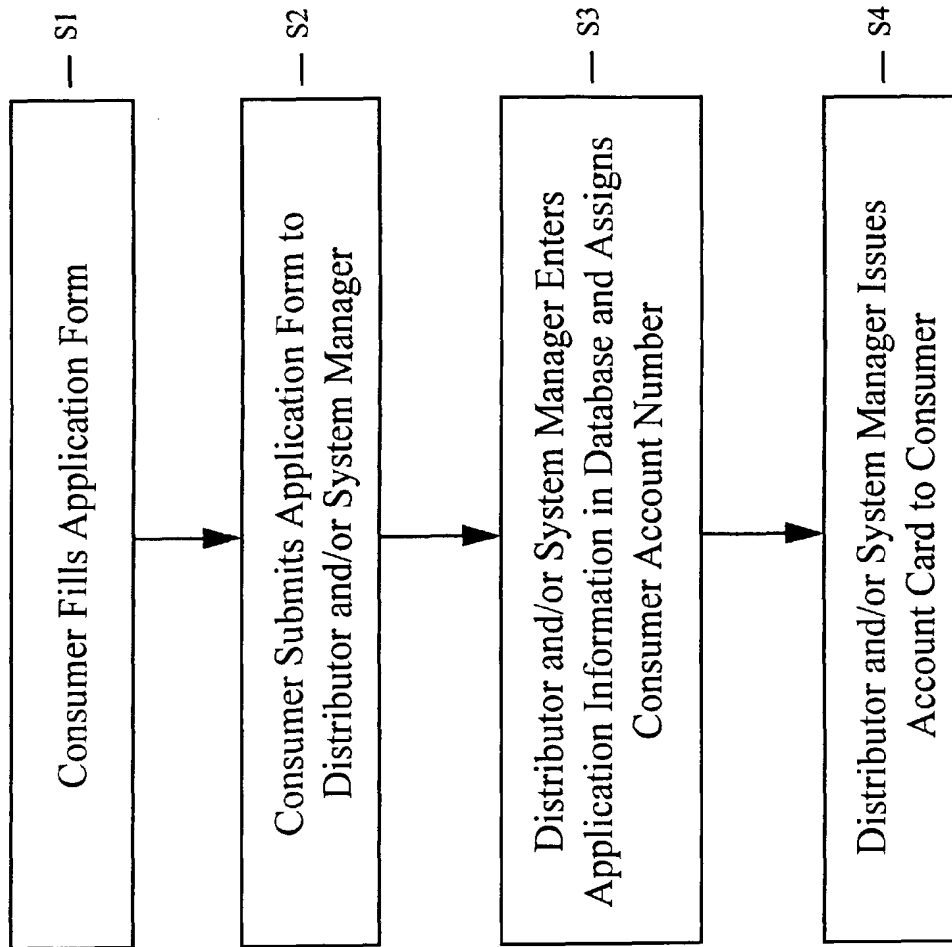 Consumer Fills Application Form
S1
Consumer Submits Application Form to
Distributor and/or System Manager
S2
Distributor and/or System Manager Enters
Application Information in Database and Assigns
Consumer Account Number
S3
Distributor and/or System Manager Issues
Account Card to Consumer
S4